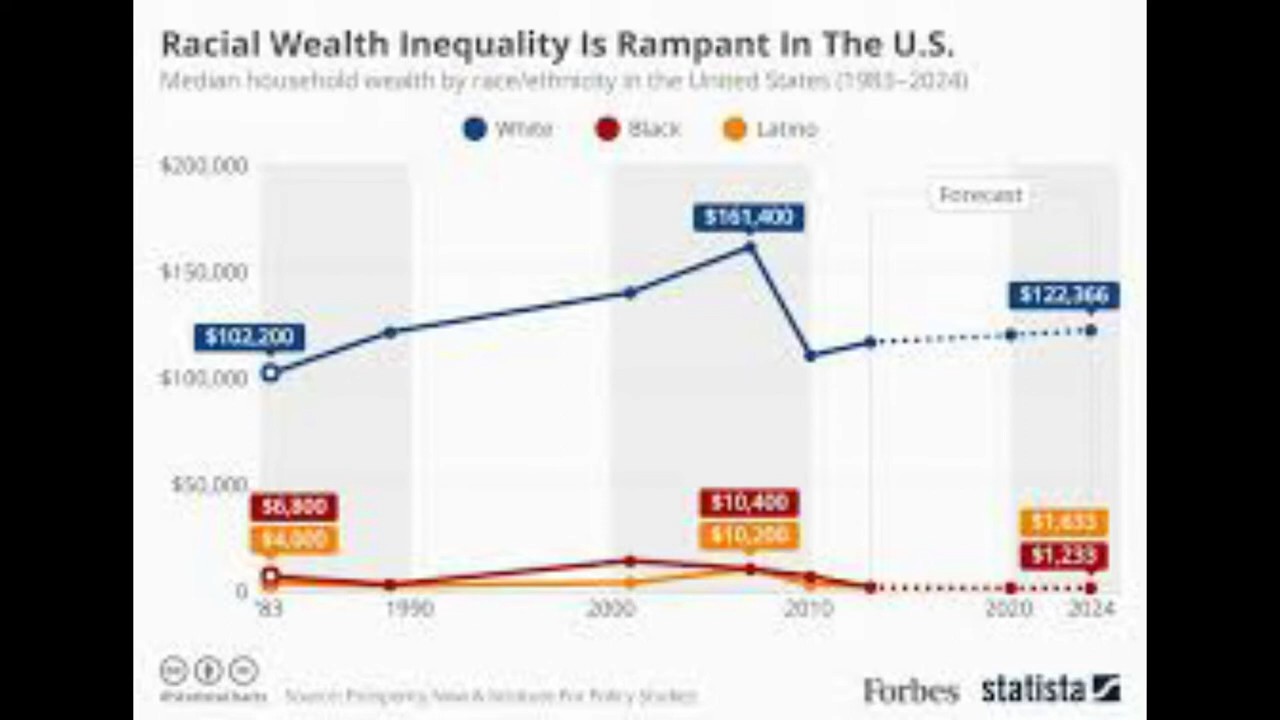 Racial Wealth Inequality Is Rampant In The U.S.
Median household wealth by race/ethnicity in the United States (1983–2024)
White Black Latino
$200,000
Forecast
$161,400
$150,000
$122,366
$102,200
$100,000
$50,000
$6,800 $10,400
$4,000 $10,200 $1,633
$1,233
0
'83 1990 2000 2010 2020 2024
@StatistaCharts Source: Prosperity Now & Institute For Policy Studies
Forbes statista